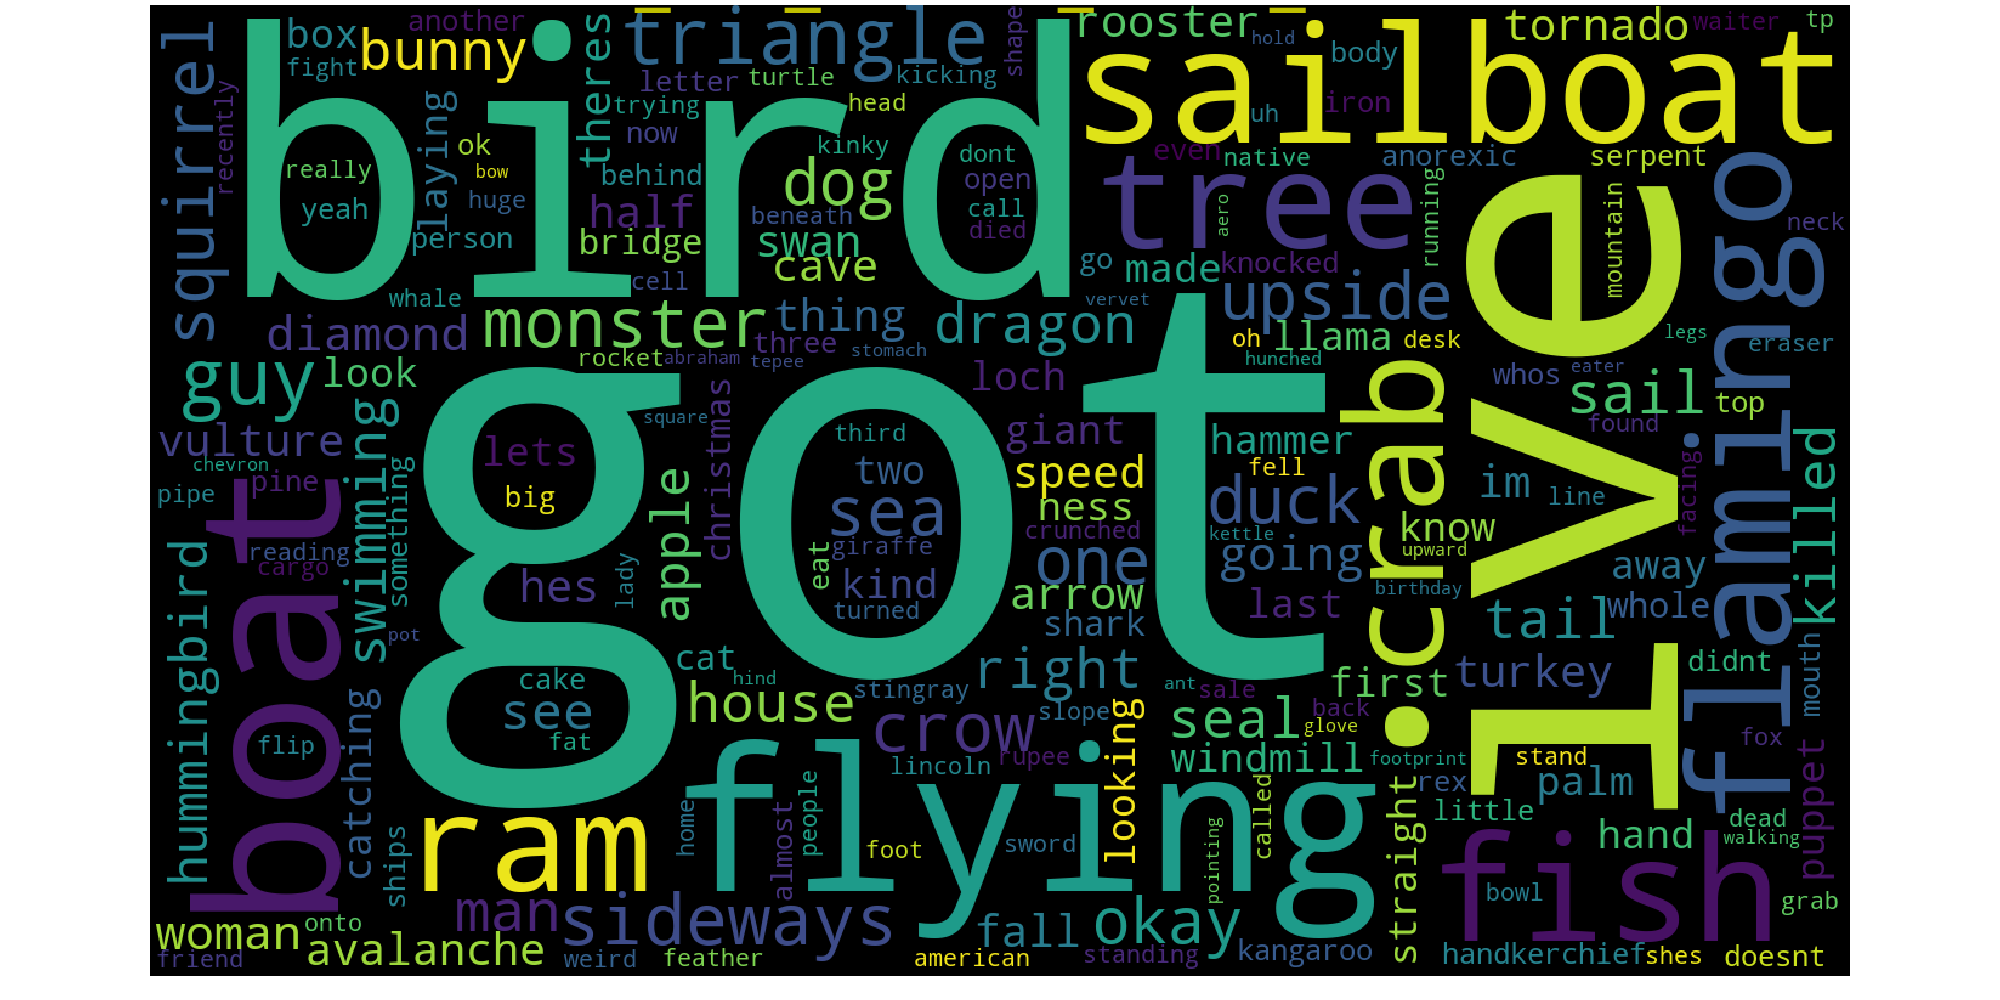 bird
got
ive
sailboat
flying
boat
fish
tree
flamingo
crab
ram
triangle
squirrel
another
box
fight
bunny
recently
playing
ok
really
bow
yeah
huge
person
theres
letter
turtle
trying
now
behind
half
bridge
cell
kicking
head
kinky
dog
beneath
swan
cave
shape
rooster
hold
body
tornado
waiter
tp
iron
uh
dont
open
call
died
even
native
anorexic
serpent
aero
running
mountain
neck
go
made
knocked
upside
vervet
whale
diamond
monster
thing
dragon
oh
llama
desk
legs
eraser
guy
look
rocket
abraham
tepee
three
stomach
hunched
whos
eater
loch
sail
top
found
vulture
swimming
lets
square
christmas
third
giant
hammer
chevron
pipe
pine
something
big
apple
two
sea
speed
fell
ness
duck
im
line
facing
killed
reading
cargo
crunched
kettle
know
upward
giraffe
one
going
away
hes
lady
eat
kind
turned
arrow
birthday
whole
shark
last
tail
hummingbird
pot
cat
right
didnt
mouth
cake
hind
stingray
ant
sale
first
turkey
see
house
slope
seal
back
glove
catching
flip
fat
crow
looking
rupee
windmill
footprint
stand
fox
lincoln
rex
palm
puppet
ships
home
almost
people
foot
sword
called
pointing
straight
little
hand
dead
walking
bowl
grab
woman
onto
man
sideways
fall
okay
friend
avalanche
weird
feather
american
standing
kangaroo
handkerchief
shes
doesnt